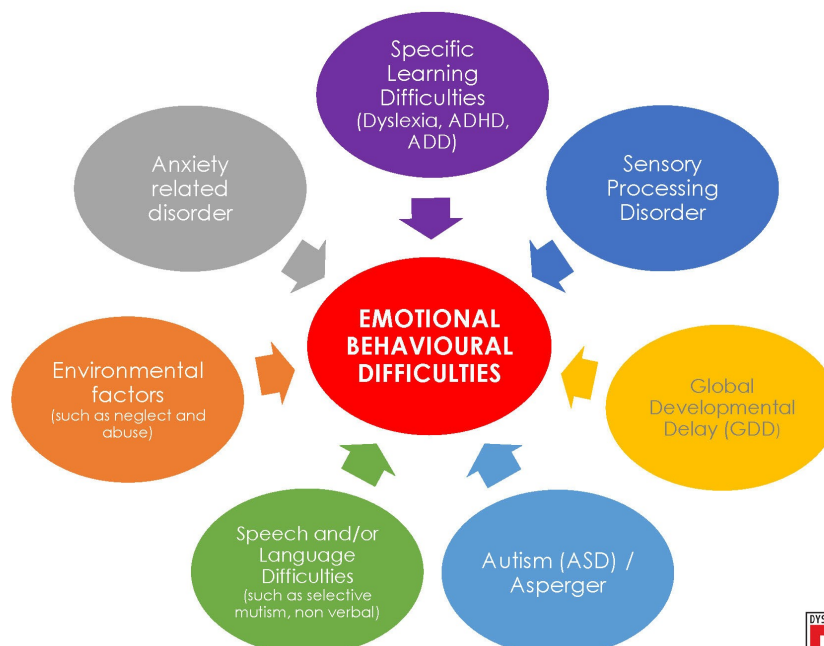 Specific
Learning
Difficulties
(Dyslexia, ADHD,
ADD)
Anxiety
related
disorder
Sensory
Processing
Disorder
EMOTIONAL
BEHAVIOURAL
DIFFICULTIES
Environmental
factors
(such as neglect and
abuse)
Global
Developmental
Delay (GDD)
Speech and/or
Language
Difficulties
(such as selective
mutism, non verbal)
Autism (ASD) /
Asperger
DYS